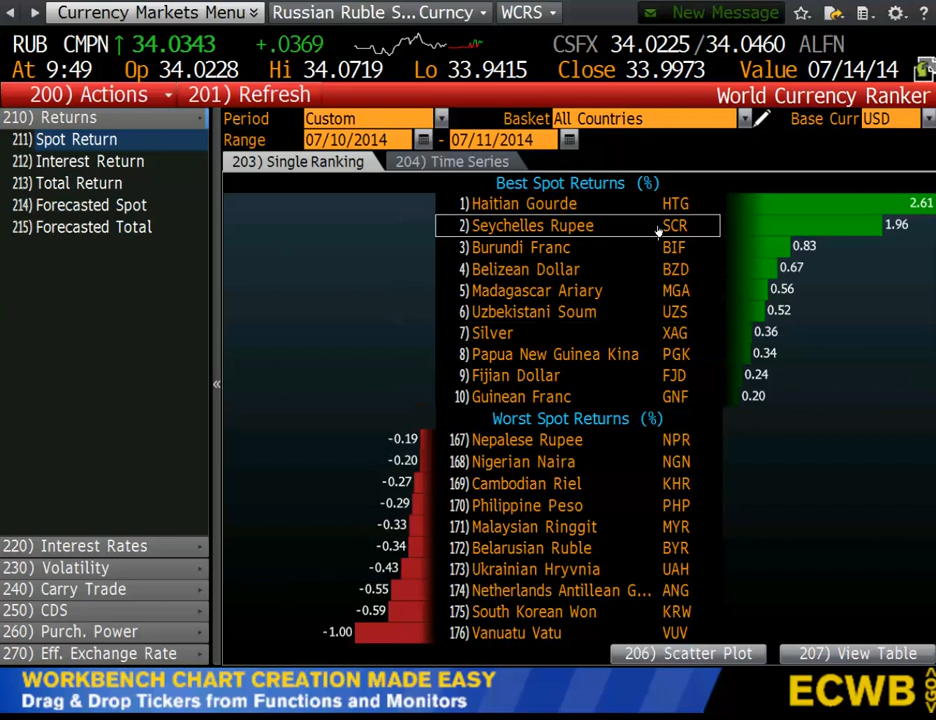 Currency Markets Menu Russian Ruble S...Curncy WCRS New Message
RUB CMPN 34.0343 +.0369 CSFX 34.0225/34.0460 ALFN
At 9:49 Op 34.0228 Hi 34.0719 Lo 33.9415 Close 33.9973 Value 07/14/14
200) Actions 201) Refresh World Currency Ranker
210) Returns
211) Spot Return
212) Interest Return
213) Total Return
214) Forecasted Spot
215) Forecasted Total
220) Interest Rates
230) Volatility
240) Carry Trade
250) CDS
260) Purch. Power
270) Eff. Exchange Rate
Period Custom Basket All Countries Base Curr USD
Range 07/10/2014 - 07/11/2014
203) Single Ranking 204) Time Series
Best Spot Returns (%)
1) Haitian Gourde HTG 2.61
2) Seychelles Rupee SCR 1.96
3) Burundi Franc BIF 0.83
4) Belizean Dollar BZD 0.67
5) Madagascar Ariary MGA 0.56
6) Uzbekistani Soum UZS 0.52
7) Silver XAG 0.36
8) Papua New Guinea Kina PGK 0.34
9) Fijian Dollar FJD 0.24
10) Guinean Franc GNF 0.20
Worst Spot Returns (%)
-0.19 167) Nepalese Rupee NPR
-0.20 168) Nigerian Naira NGN
-0.27 169) Cambodian Riel KHR
-0.29 170) Philippine Peso PHP
-0.33 171) Malaysian Ringgit MYR
-0.34 172) Belarusian Ruble BYR
-0.43 173) Ukrainian Hryvnia UAH
-0.55 174) Netherlands Antillean G... ANG
-0.59 175) South Korean Won KRW
-1.00 176) Vanuatu Vatu VUV
206) Scatter Plot 207) View Table
WORKBENCH CHART CREATION MADE EASY
Drag & Drop Tickers from Functions and Monitors
ECWB
GO